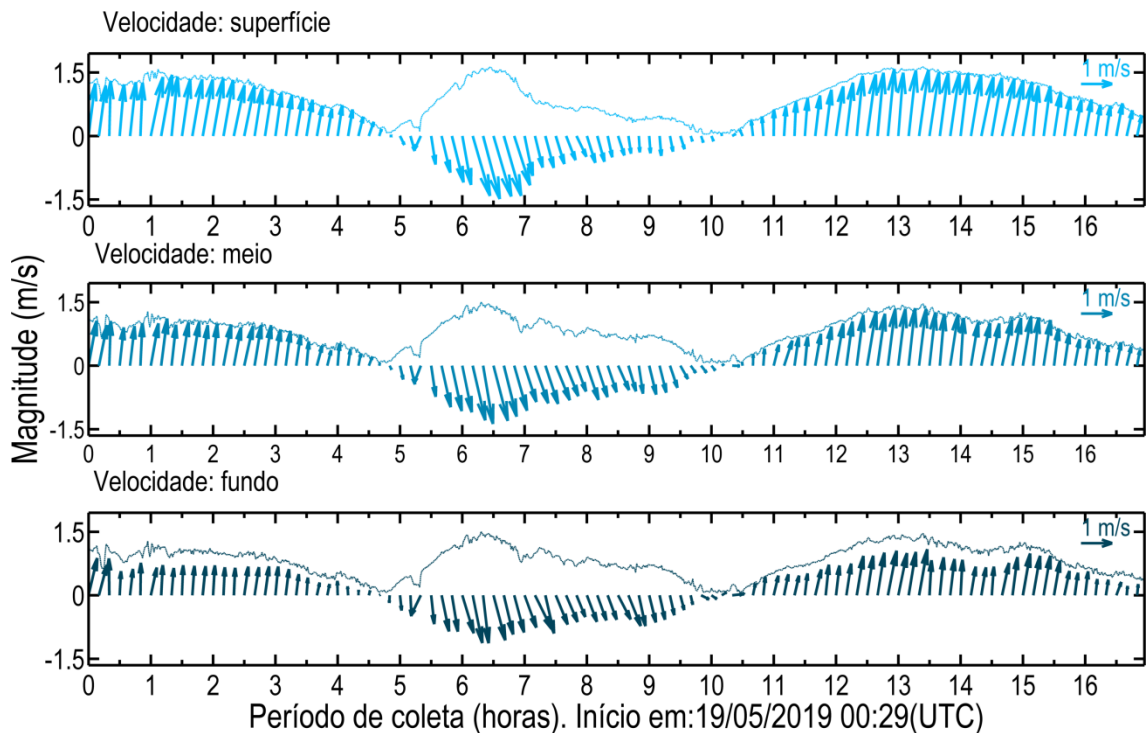 Velocidade: superfície
1.5
0
-1.5
1 m/s
0 1 2 3 4 5 6 7 8 9 10 11 12 13 14 15 16
Velocidade: meio
1.5
0
-1.5
1 m/s
0 1 2 3 4 5 6 7 8 9 10 11 12 13 14 15 16
Magnitude (m/s)
Velocidade: fundo
1.5
0
-1.5
1 m/s
0 1 2 3 4 5 6 7 8 9 10 11 12 13 14 15 16
Período de coleta (horas). Início em:19/05/2019 00:29(UTC)